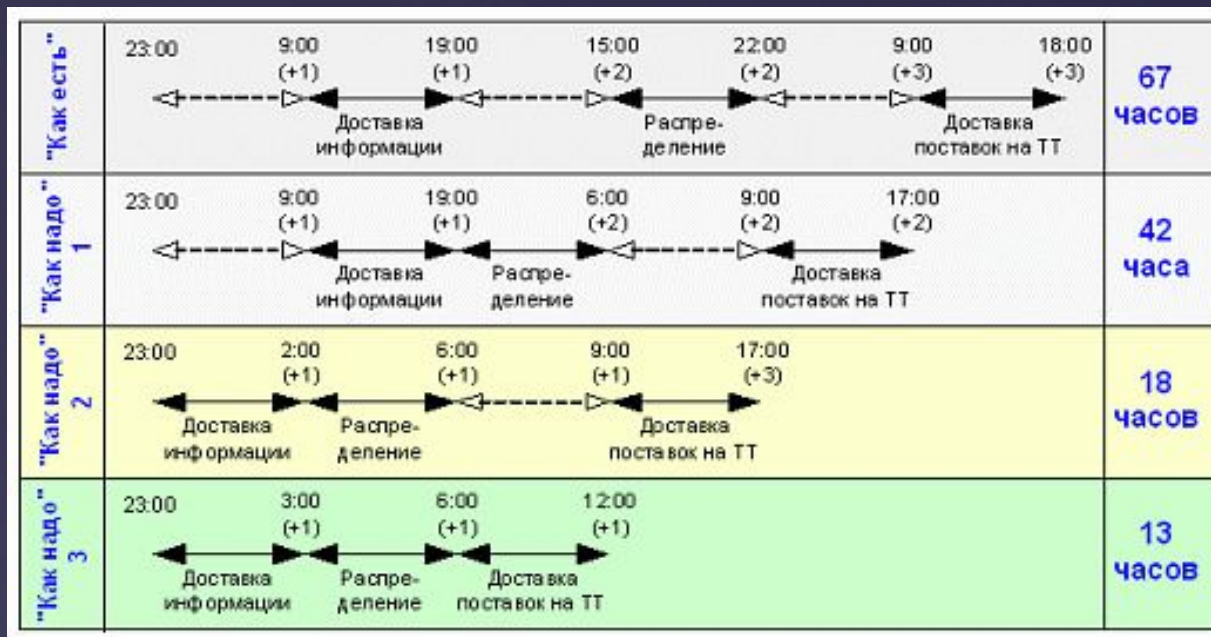 "Как есть"
23:00 9:00 19:00 15:00 22:00 9:00 18:00
(+1) (+1) (+2) (+2) (+3) (+3)
67
часов
Доставка Распре- Доставка
информации деление поставок на ТТ
"Как надо"
1
23:00 9:00 19:00 6:00 9:00 17:00
(+1) (+1) (+2) (+2) (+2)
42
часа
Доставка Распре- Доставка
информации деление поставок на ТТ
"Как надо"
2
23:00 2:00 6:00 9:00 17:00
(+1) (+1) (+1) (+3)
18
часов
Доставка Распре- Доставка
информации деление поставок на ТТ
"Как надо"
3
23:00 3:00 6:00 12:00
(+1) (+1) (+1)
13
часов
Доставка Распре- Доставка
информации деление поставок на ТТ